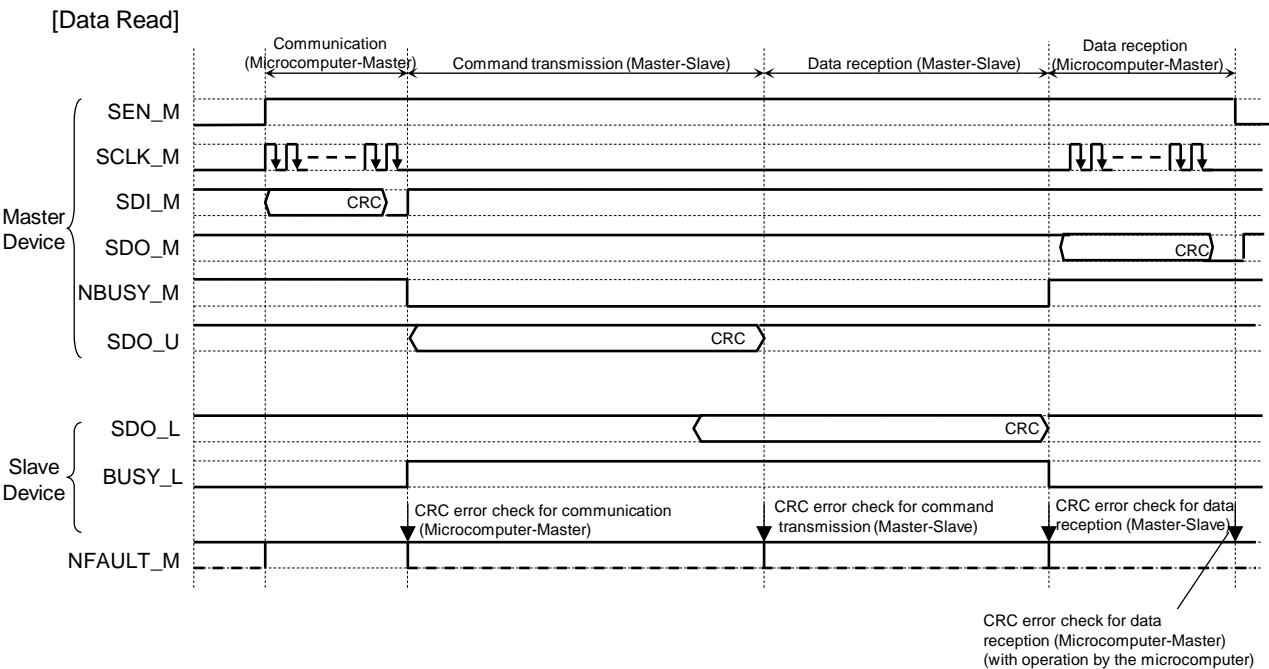 [Data Read]
Communication
(Microcomputer-Master)
Command transmission (Master-Slave)
Data reception (Master-Slave)
Data reception
(Microcomputer-Master)
Master
Device
SEN_M
SCLK_M
SDI_M
CRC
SDO_M
CRC
NBUSY_M
SDO_U
CRC
Slave
Device
SDO_L
CRC
BUSY_L
CRC error check for communication
(Microcomputer-Master)
CRC error check for command
transmission (Master-Slave)
CRC error check for data
reception (Master-Slave)
NFAULT_M
CRC error check for data
reception (Microcomputer-Master)
(with operation by the microcomputer)